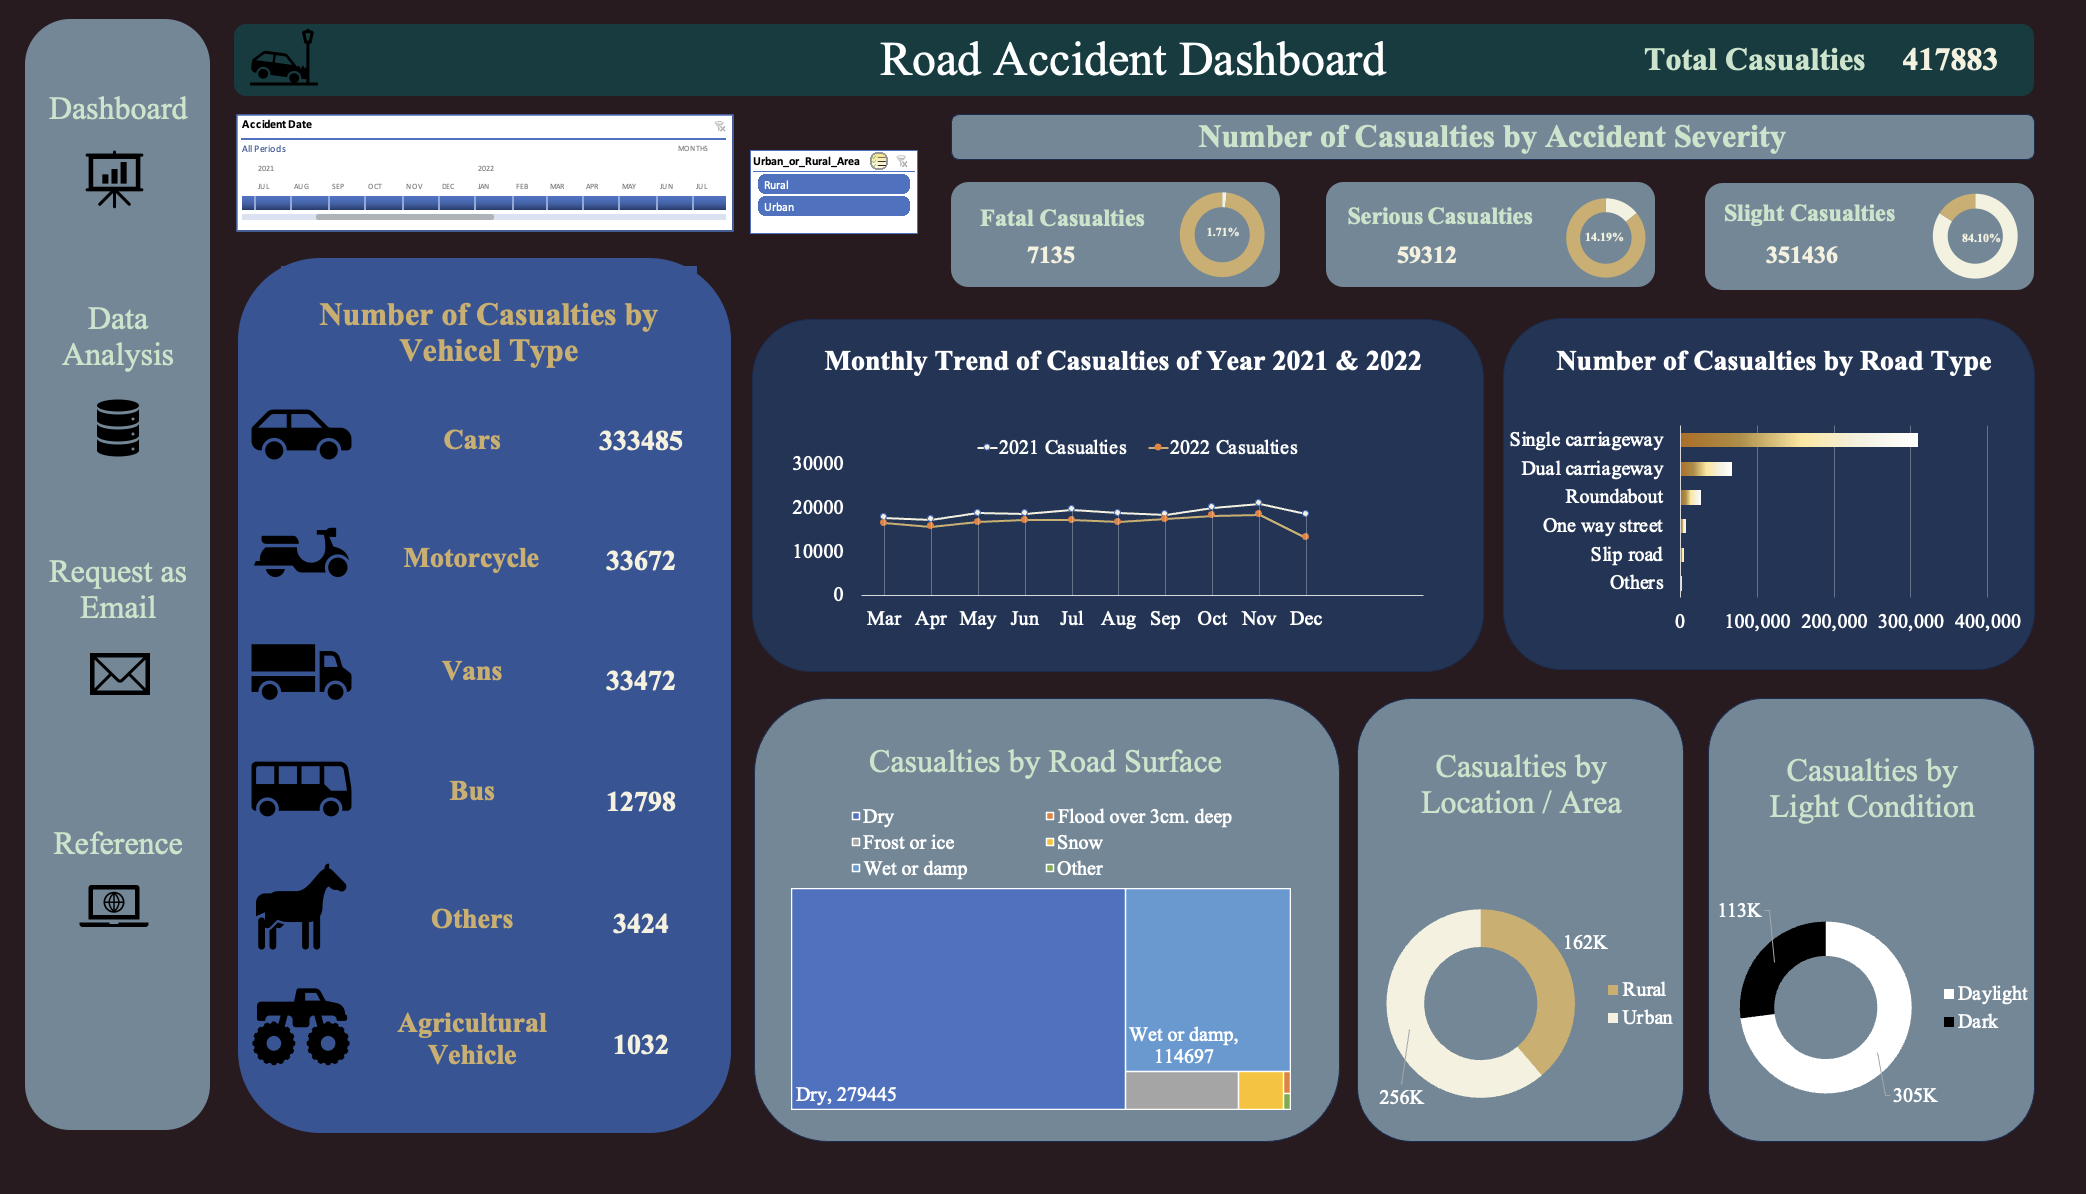 Road Accident Dashboard
Total Casualties 417883
Dashboard
Data
Analysis
Request as
Email
Reference
Accident Date
All Periods
MONTHS
2021 2022
JUL AUG SEP OCT NOV DEC JAN FEB MAR APR MAY JUN JUL
Urban_or_Rural_Area
Rural
Urban
Number of Casualties by Accident Severity
Fatal Casualties
7135
1.71%
Serious Casualties
59312
14.19%
Slight Casualties
351436
84.10%
Number of Casualties by
Vehicel Type
Cars 333485
Motorcycle 33672
Vans 33472
Bus 12798
Others 3424
Agricultural
Vehicle
1032
Monthly Trend of Casualties of Year 2021 & 2022
2021 Casualties 2022 Casualties
30000
20000
10000
0
Mar Apr May Jun Jul Aug Sep Oct Nov Dec
Number of Casualties by Road Type
Single carriageway
Dual carriageway
Roundabout
One way street
Slip road
Others
0 100,000 200,000 300,000 400,000
Casualties by Road Surface
Dry Flood over 3cm. deep
Frost or ice Snow
Wet or damp Other
Wet or damp,
114697
Dry, 279445
Casualties by
Location / Area
162K
Rural
Urban
256K
Casualties by
Light Condition
113K
Daylight
Dark
305K